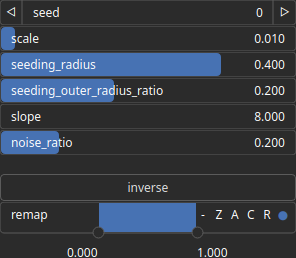 seed 0
scale 0.010
seeding_radius 0.400
seeding_outer_radius_ratio 0.200
slope 8.000
noise_ratio 0.200
inverse
remap - Z A C R
0.000 1.000